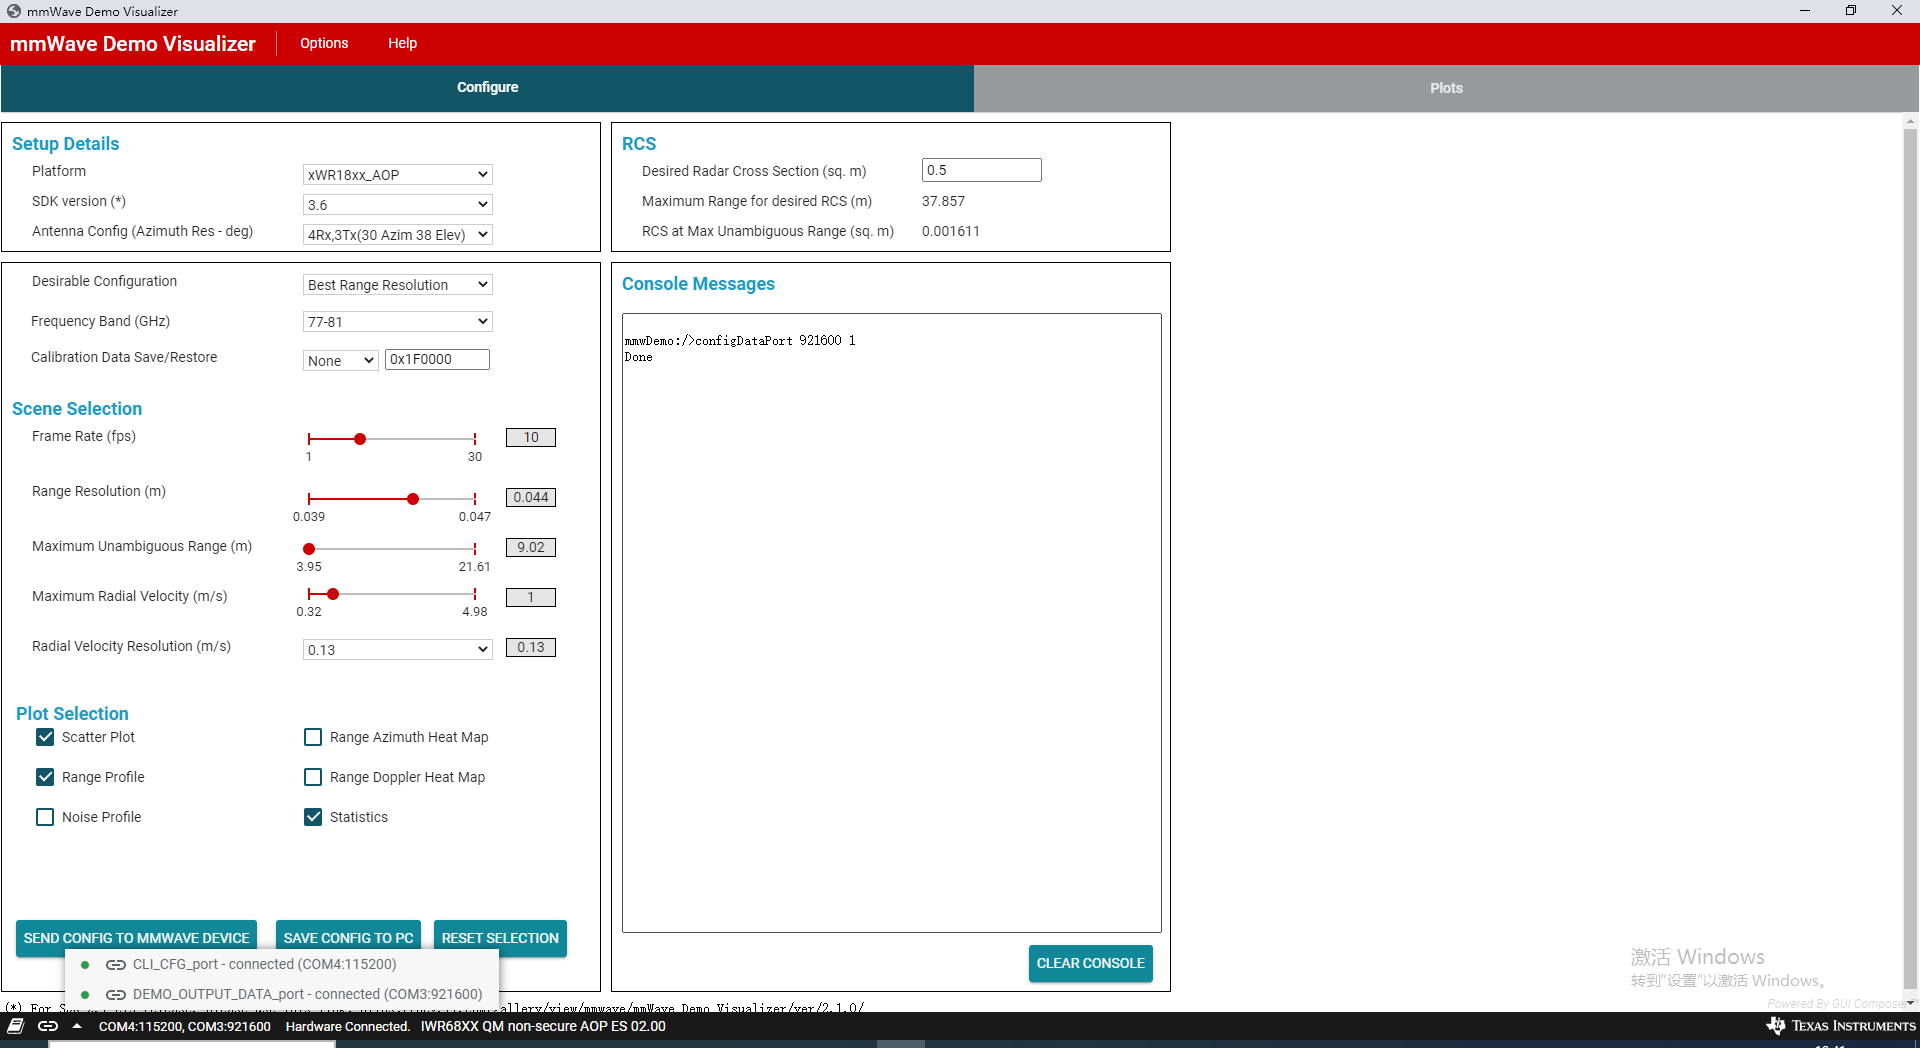 mmWave Demo Visualizer
mmWave Demo Visualizer
Options
Help
Configure
Plots
Setup Details
Platform
xWR18xx_AOP
SDK version (*)
3.6
Antenna Config (Azimuth Res - deg)
4Rx,3Tx(30 Azim 38 Elev)
Desirable Configuration
Best Range Resolution
Frequency Band (GHz)
77-81
Calibration Data Save/Restore
None
0x1F0000
Scene Selection
Frame Rate (fps)
10
1
30
Range Resolution (m)
0.044
0.039
0.047
Maximum Unambiguous Range (m)
9.02
3.95
21.61
Maximum Radial Velocity (m/s)
1
0.32
4.98
Radial Velocity Resolution (m/s)
0.13
0.13
Plot Selection
Scatter Plot
Range Azimuth Heat Map
Range Profile
Range Doppler Heat Map
Noise Profile
Statistics
SEND CONFIG TO MMWAVE DEVICE
SAVE CONFIG TO PC
RESET SELECTION
CLI_CFG_port - connected (COM4:115200)
DEMO_OUTPUT_DATA_port - connected (COM3:921600)
RCS
Desired Radar Cross Section (sq. m)
0.5
Maximum Range for desired RCS (m)
37.857
RCS at Max Unambiguous Range (sq. m)
0.001611
Console Messages
mmwDemo:/>configDataPort 921600 1
Done
CLEAR CONSOLE
激活 Windows
转到“设置”以激活 Windows。
(*) For allery/view/mmwave/mmWave_Demo_Visualizer/ver/2.1.0/
Powered By GUI Composer
COM4:115200, COM3:921600
Hardware Connected.
IWR68XX QM non-secure AOP ES 02.00
TEXAS INSTRUMENTS